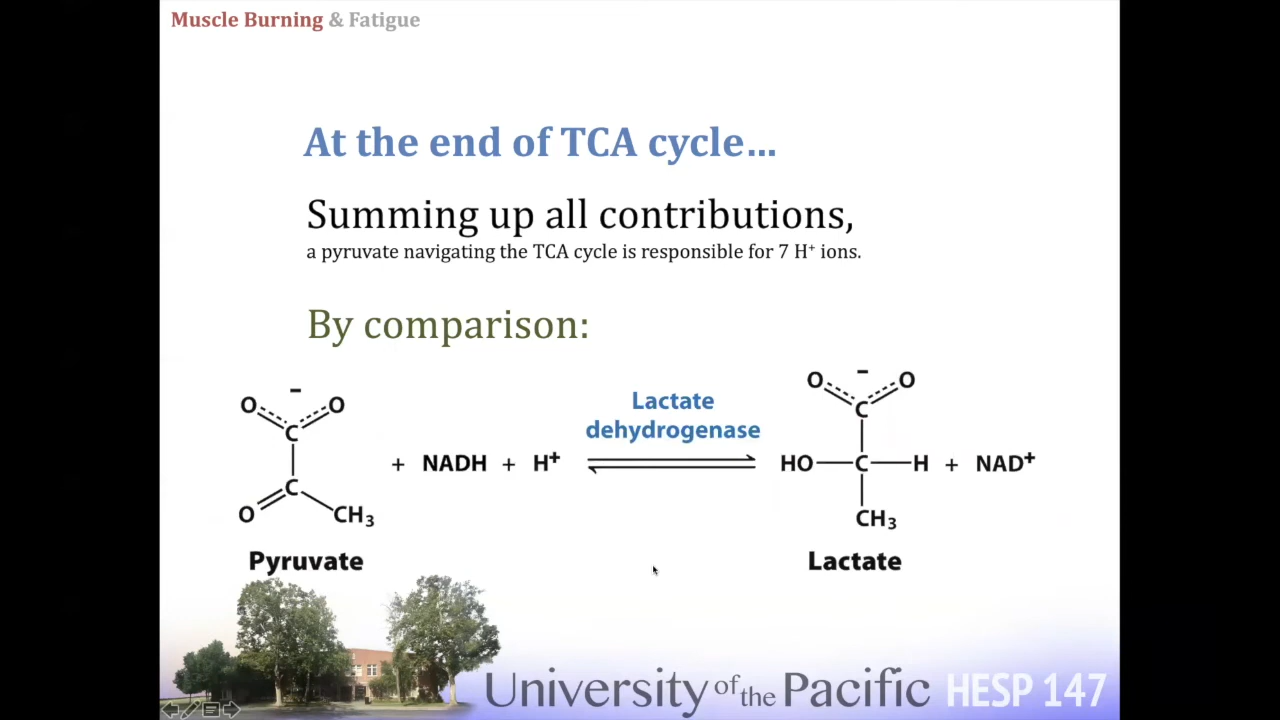 Muscle Burning & Fatigue
At the end of TCA cycle…
Summing up all contributions,
a pyruvate navigating the TCA cycle is responsible for 7 H⁺ ions.
By comparison:
O − O
C
C
O CH₃
Pyruvate
+ NADH + H⁺
Lactate
dehydrogenase
O − O
C
HO C H + NAD⁺
CH₃
Lactate
University of the Pacific HESP 147